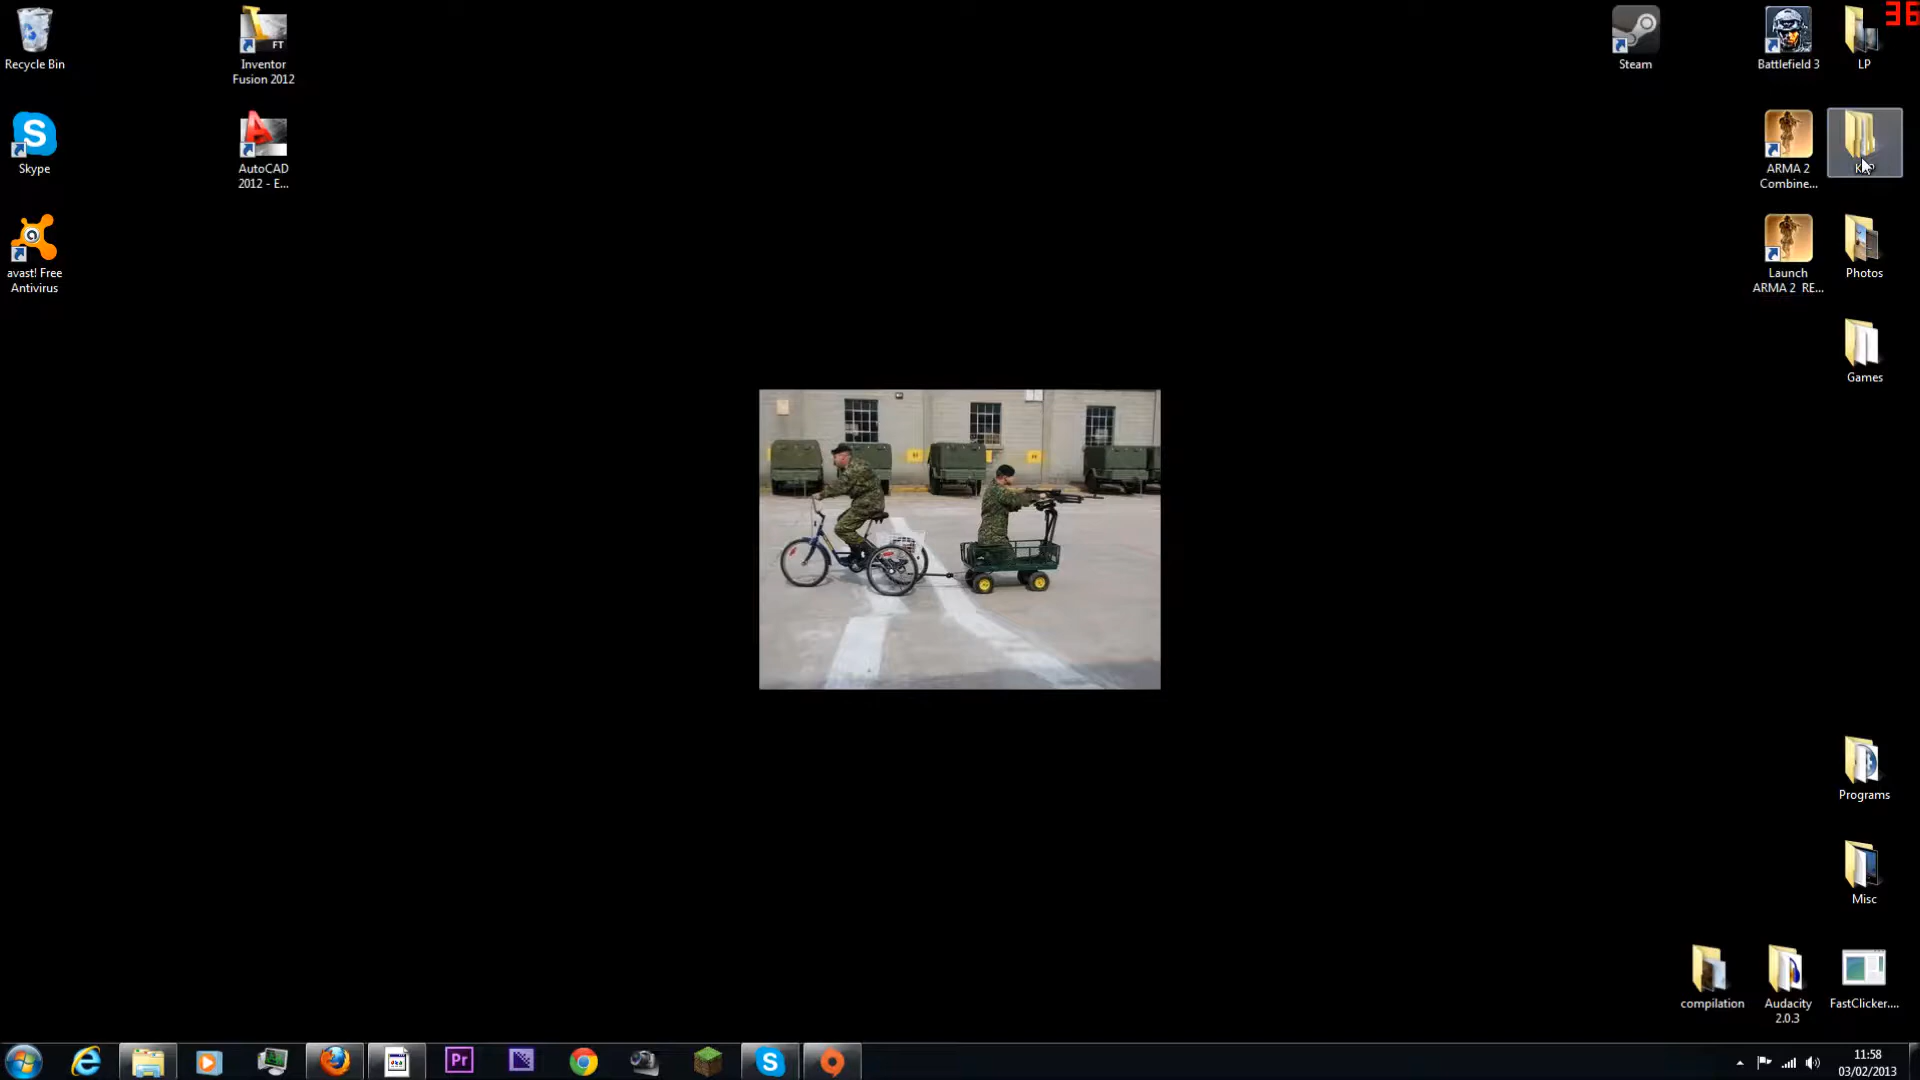 Recycle Bin
Inventor
Fusion 2012
Steam
Battlefield 3
LP
36
Skype
AutoCAD
2012 - E...
ARMA 2
Combine...
avast! Free
Antivirus
Launch
ARMA 2 RE...
Photos
Games
Programs
Misc
compilation
Audacity
2.0.3
FastClicker....
11:58
03/02/2013